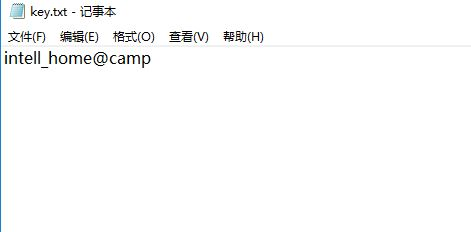 key.txt - 记事本
文件(F) 编辑(E) 格式(O) 查看(V) 帮助(H)
intell_home@camp